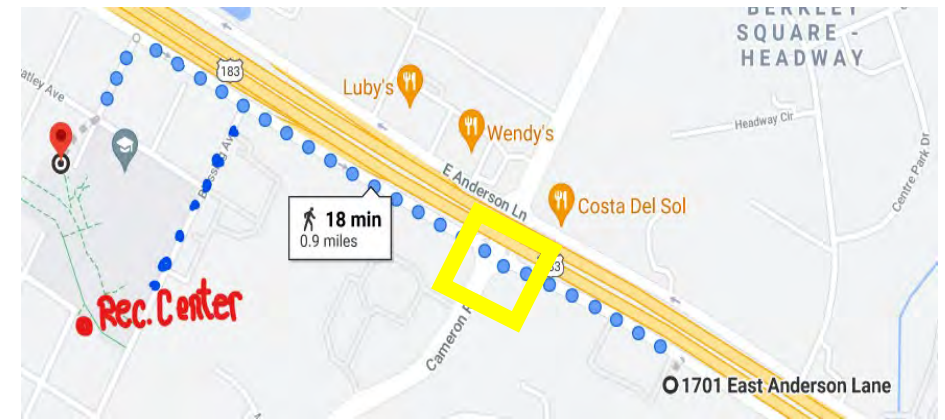 BERKLEY
SQUARE -
HEADWAY
183
Luby's
Wendy's
Headway Cir
Centre Park Dr
E Anderson Ln
Costa Del Sol
18 min
0.9 miles
Rec. Center
Cameron R
1701 East Anderson Lane